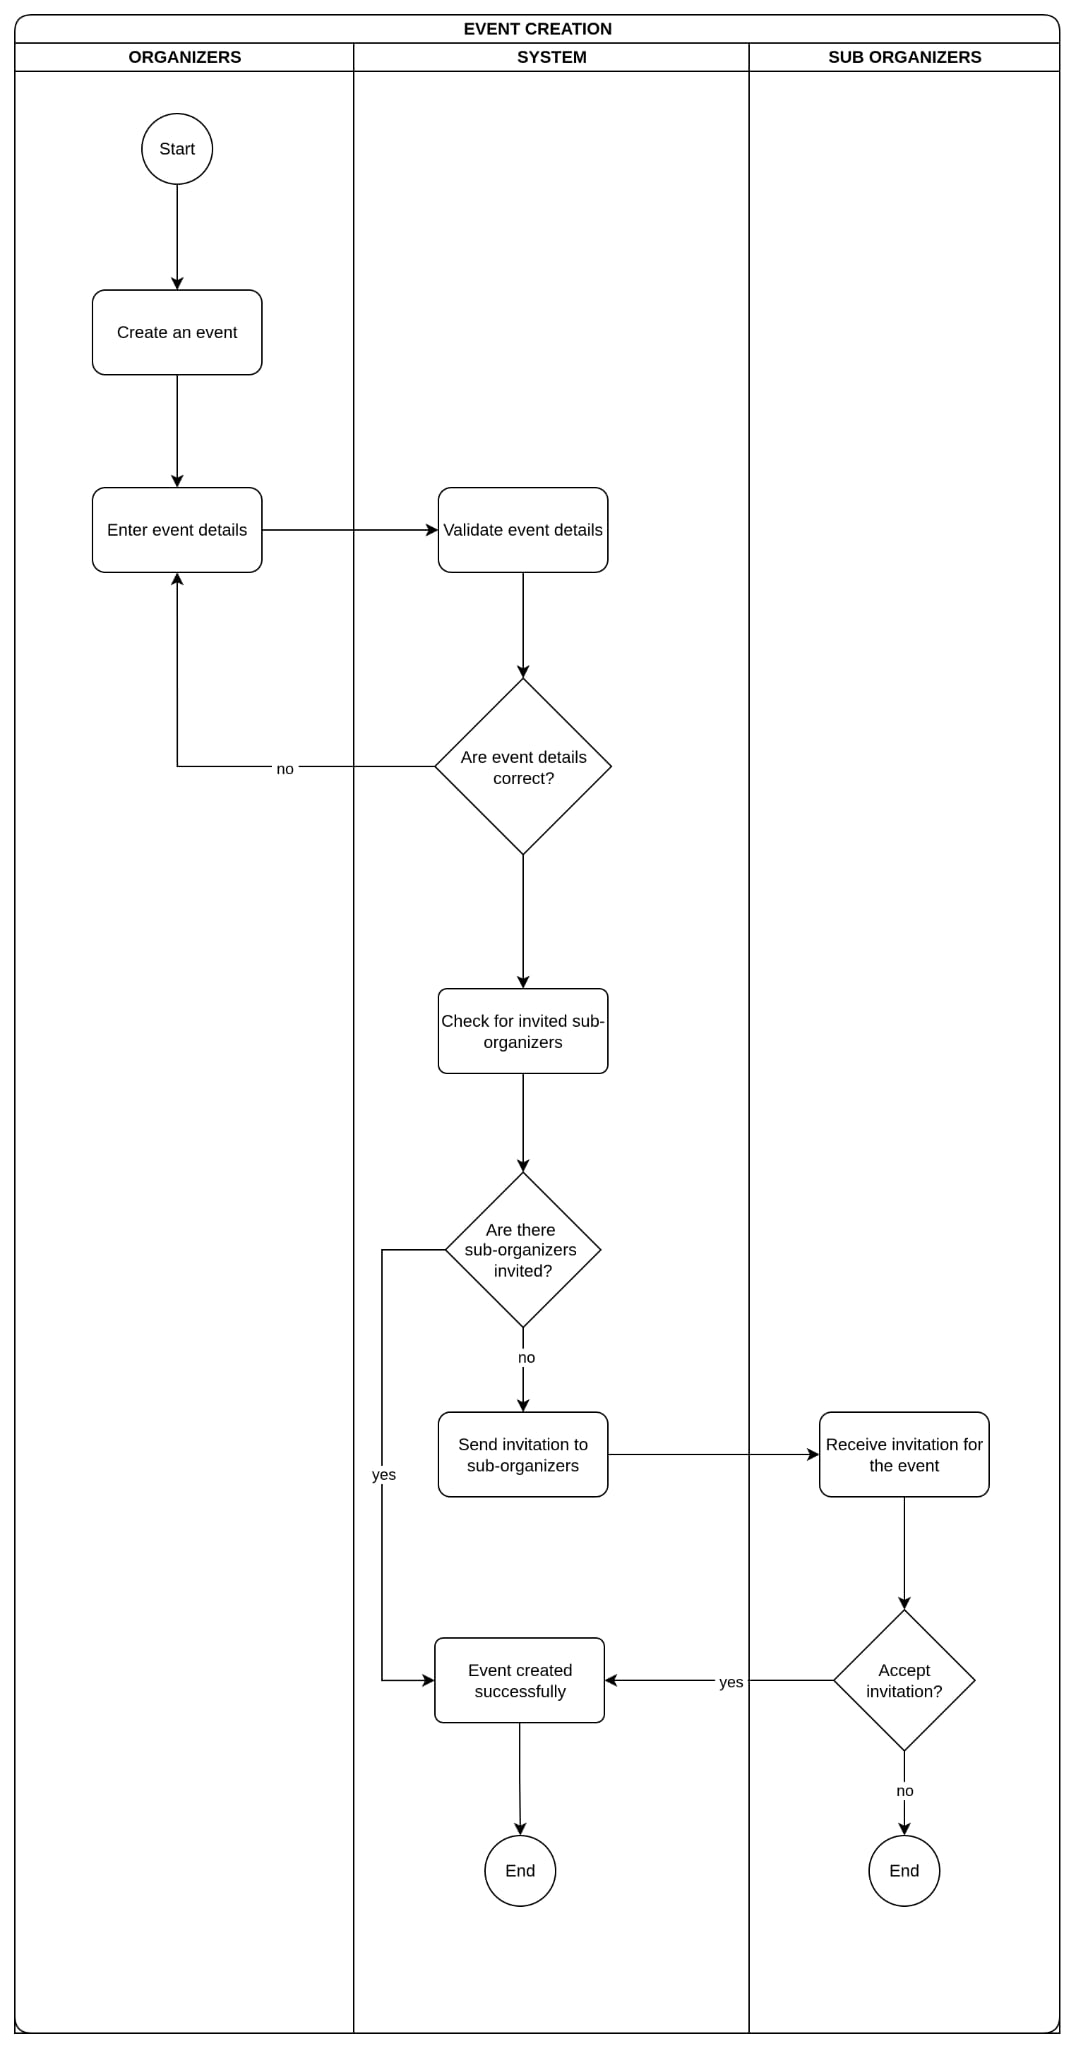 EVENT CREATION
ORGANIZERS
SYSTEM
SUB ORGANIZERS
Start
Create an event
Enter event details
Validate event details
Are event details
correct?
no
Check for invited sub-
organizers
Are there
sub-organizers
invited?
no
Send invitation to
sub-organizers
Receive invitation for
the event
yes
Event created
successfully
yes
Accept
invitation?
no
End
End